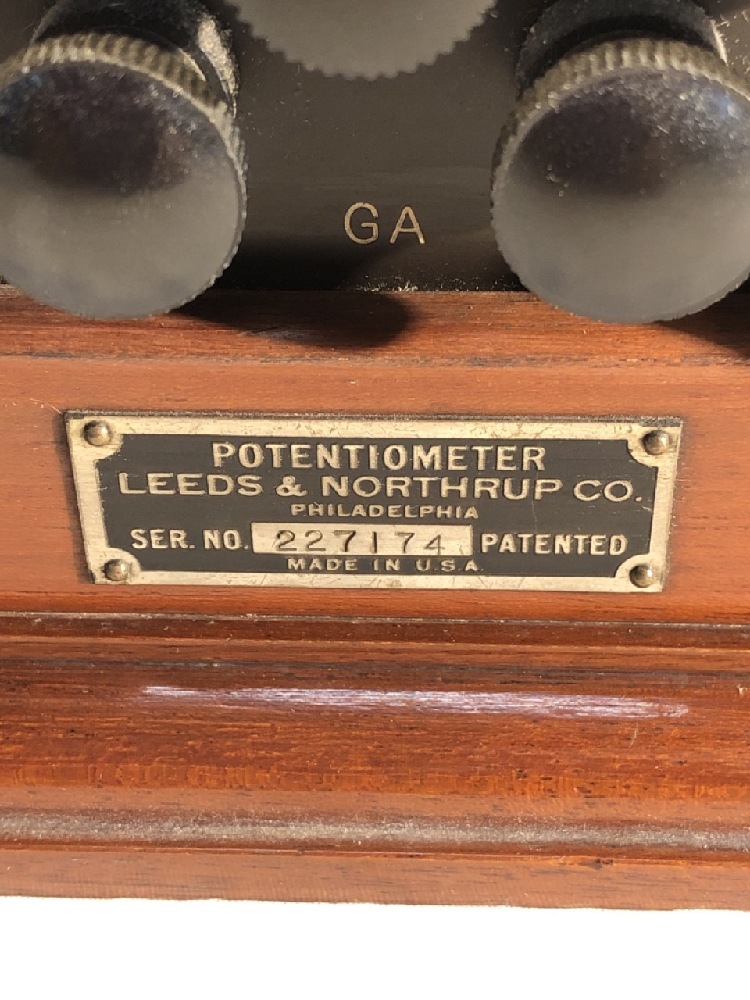 GA
POTENTIOMETER
LEEDS & NORTHRUP CO.
PHILADELPHIA
SER. NO. 227174 PATENTED
MADE IN U.S.A.